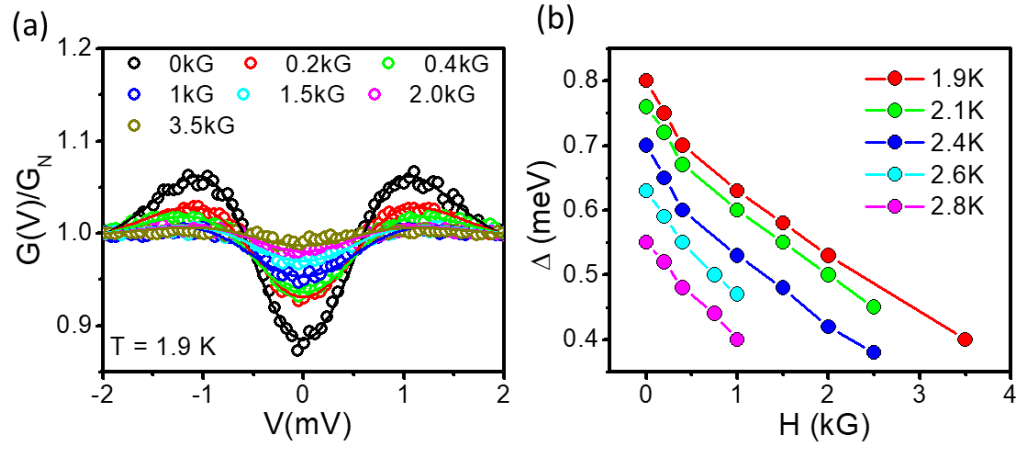 (a)
1.2
1.1
1.0
0.9
G(V)/G_N
0kG 0.2kG 0.4kG
1kG 1.5kG 2.0kG
3.5kG
T = 1.9 K
-2 -1 0 1 2
V(mV)
(b)
0.8
0.7
0.6
0.5
0.4
Δ (meV)
1.9K
2.1K
2.4K
2.6K
2.8K
0 1 2 3 4
H (kG)